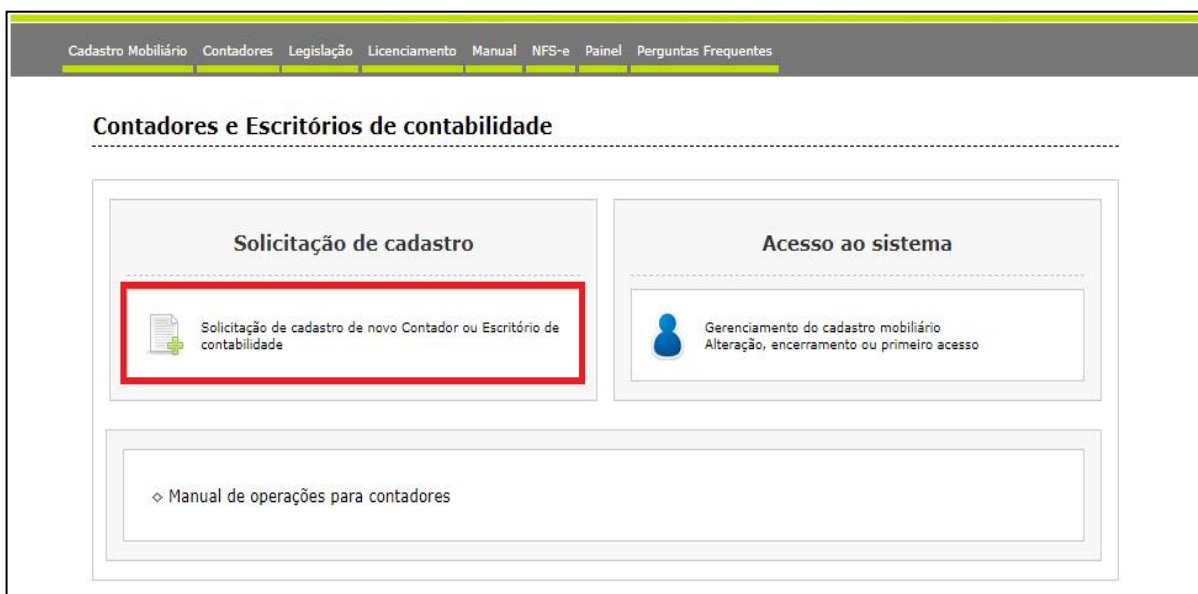 Cadastro Mobiliário Contadores Legislação Licenciamento Manual NFS-e Painel Perguntas Frequentes
Contadores e Escritórios de contabilidade
Solicitação de cadastro
Solicitação de cadastro de novo Contador ou Escritório de
contabilidade
Acesso ao sistema
Gerenciamento do cadastro mobiliário
Alteração, encerramento ou primeiro acesso
Manual de operações para contadores